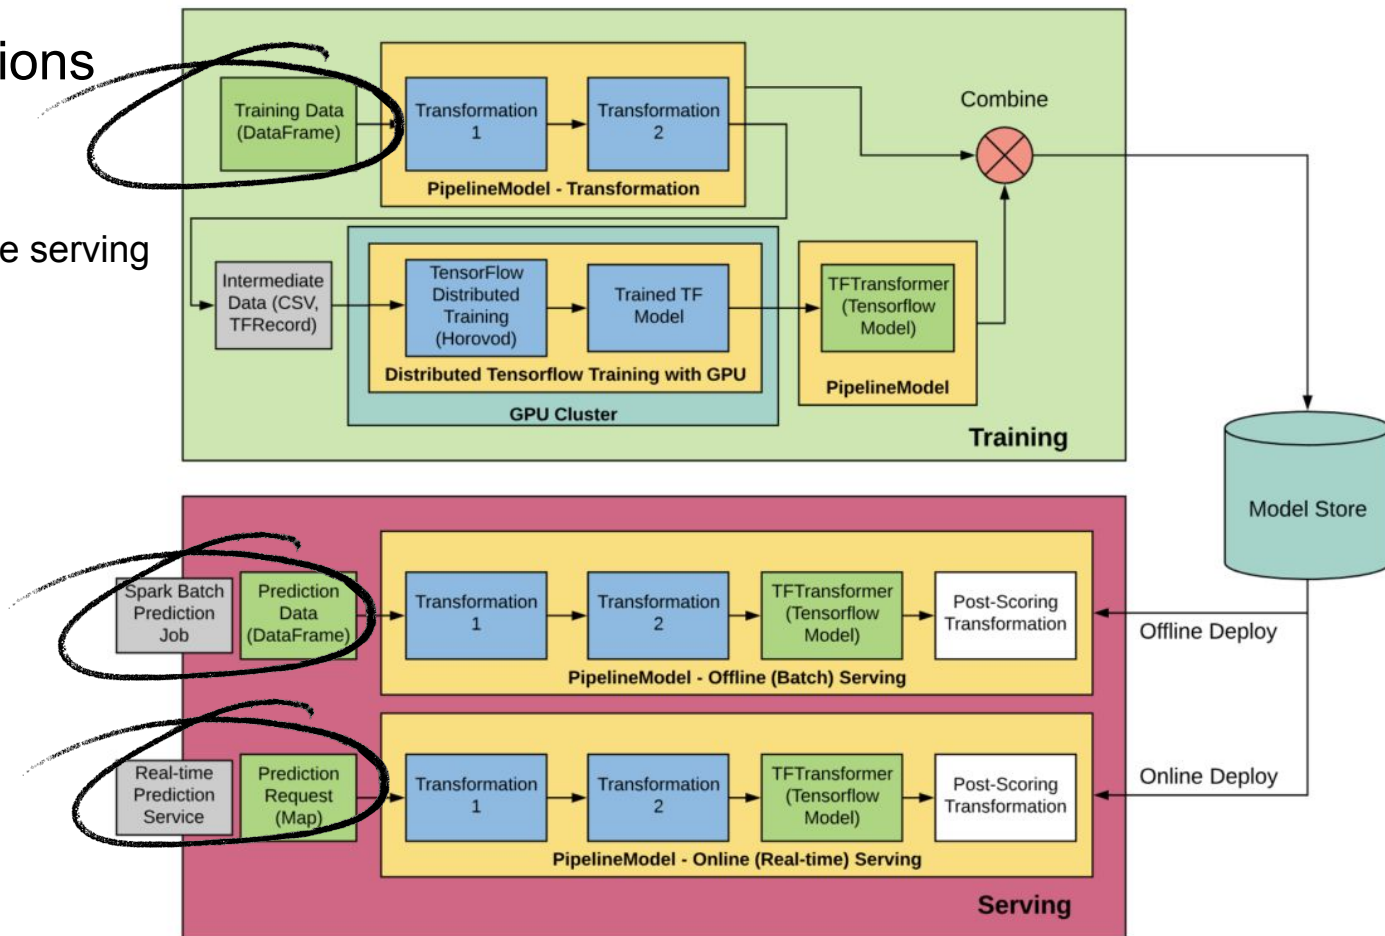 ions
Training Data
(DataFrame)
Transformation
1
Transformation
2
PipelineModel - Transformation
Combine
e serving
Intermediate
Data (CSV,
TFRecord)
TensorFlow
Distributed
Training
(Horovod)
Trained TF
Model
Distributed Tensorflow Training with GPU
GPU Cluster
TFTransformer
(Tensorflow
Model)
PipelineModel
Training
Model Store
Spark Batch
Prediction
Job
Prediction
Data
(DataFrame)
Transformation
1
Transformation
2
TFTransformer
(Tensorflow
Model)
Post-Scoring
Transformation
PipelineModel - Offline (Batch) Serving
Offline Deploy
Real-time
Prediction
Service
Prediction
Request
(Map)
Transformation
1
Transformation
2
TFTransformer
(Tensorflow
Model)
Post-Scoring
Transformation
PipelineModel - Online (Real-time) Serving
Online Deploy
Serving